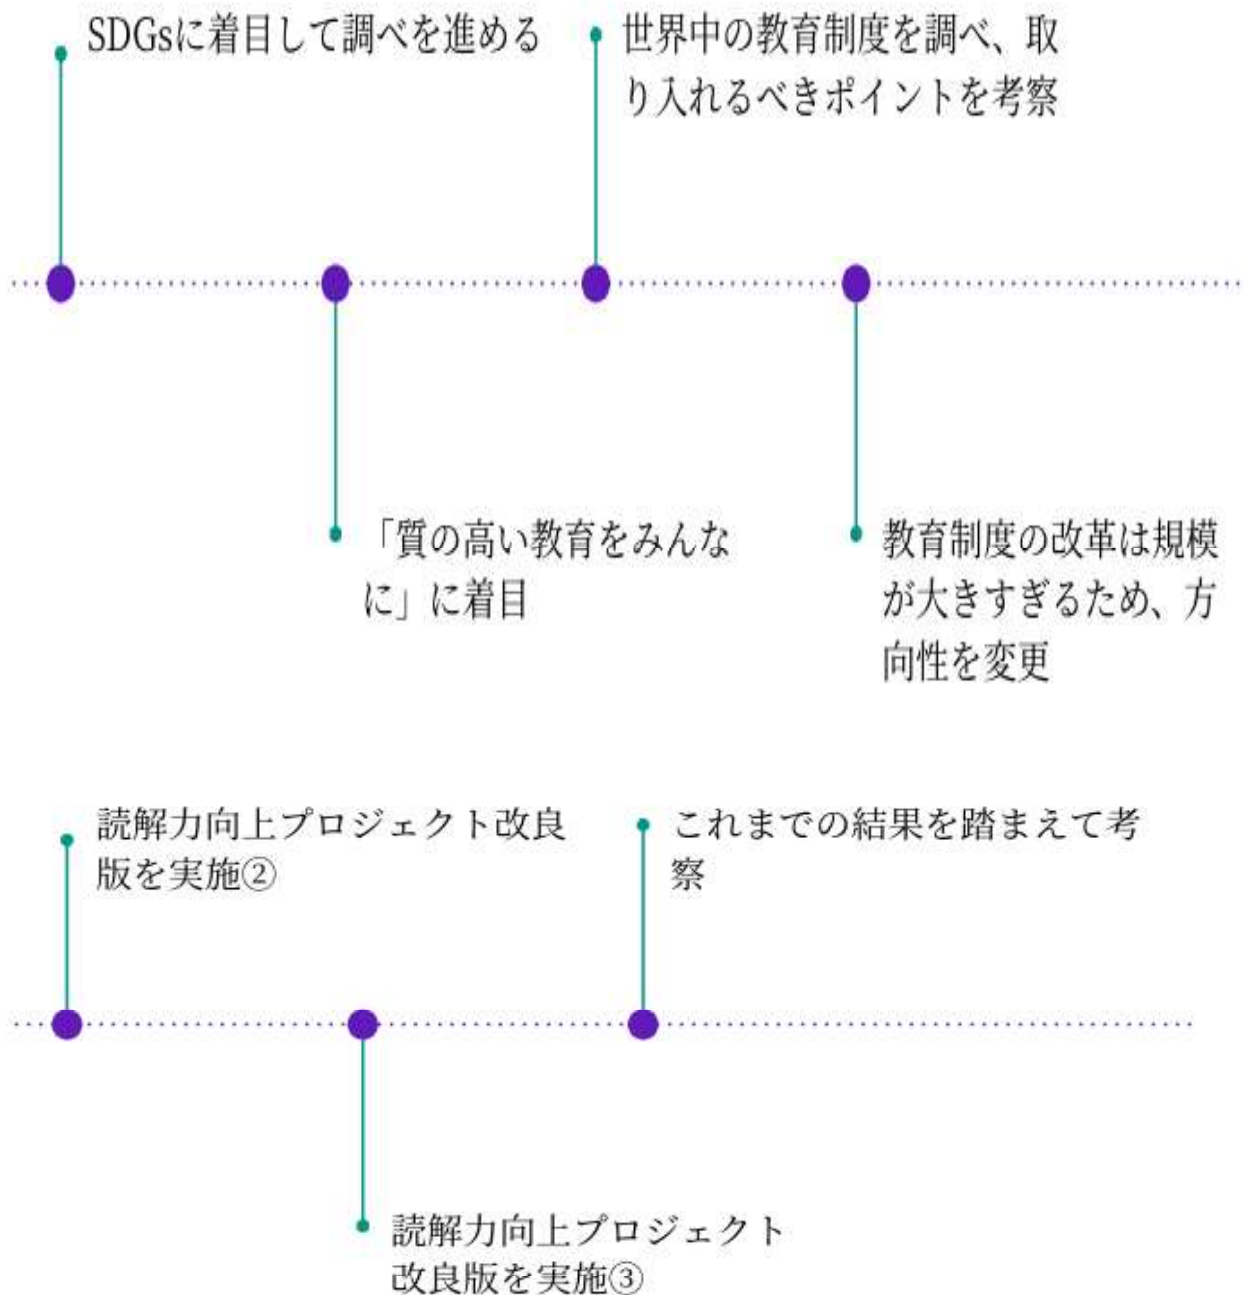 SDGsに着目して調べを進める
世界中の教育制度を調べ、取
り入れるべきポイントを考察
「質の高い教育をみんな
に」に着目
教育制度の改革は規模
が大きすぎるため、方
向性を変更
読解力向上プロジェクト改良
版を実施②
これまでの結果を踏まえて考
察
読解力向上プロジェクト
改良版を実施③